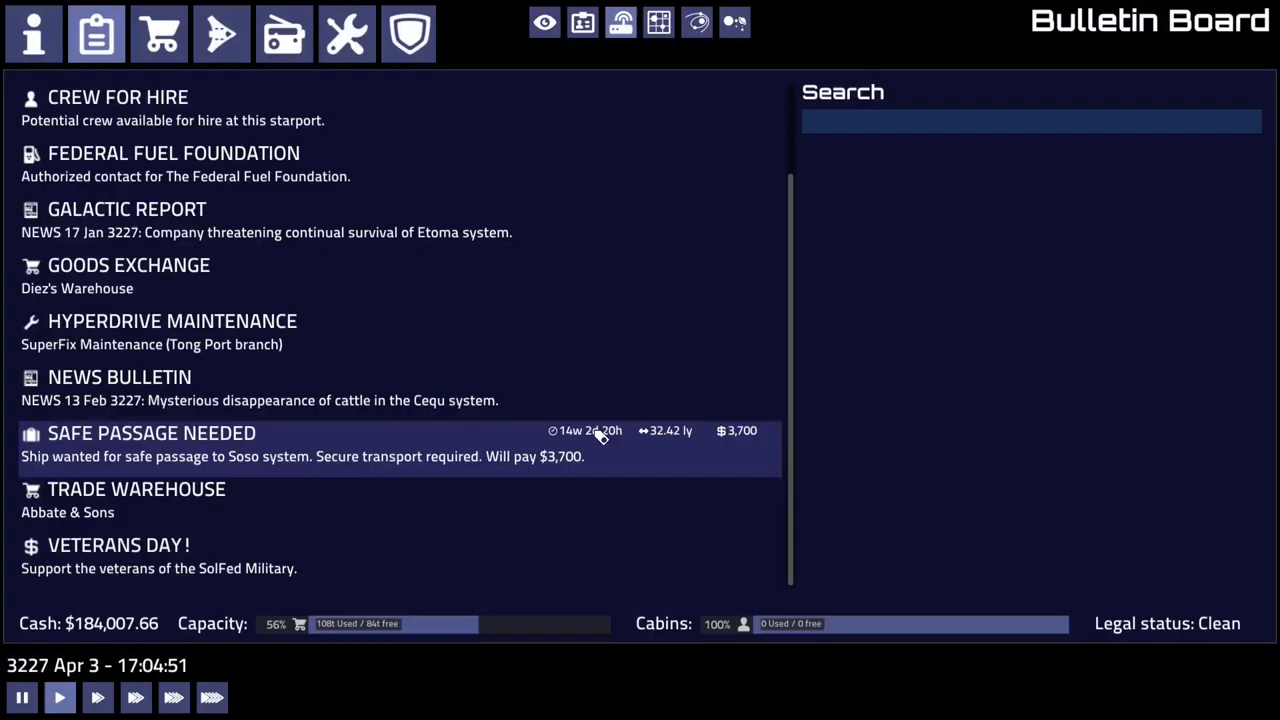 Bulletin Board
CREW FOR HIRE
Potential crew available for hire at this starport.
FEDERAL FUEL FOUNDATION
Authorized contact for The Federal Fuel Foundation.
GALACTIC REPORT
NEWS 17 Jan 3227: Company threatening continual survival of Etoma system.
GOODS EXCHANGE
Diez's Warehouse
HYPERDRIVE MAINTENANCE
SuperFix Maintenance (Tong Port branch)
NEWS BULLETIN
NEWS 13 Feb 3227: Mysterious disappearance of cattle in the Cequ system.
SAFE PASSAGE NEEDED 14w 2d 20h 32.42 ly $3,700
Ship wanted for safe passage to Soso system. Secure transport required. Will pay $3,700.
TRADE WAREHOUSE
Abbate & Sons
VETERANS DAY!
Support the veterans of the SolFed Military.
Search
Cash: $184,007.66 Capacity: 56% 108t Used / 84t free Cabins: 100% 0 Used / 0 free Legal status: Clean
3227 Apr 3 - 17:04:51